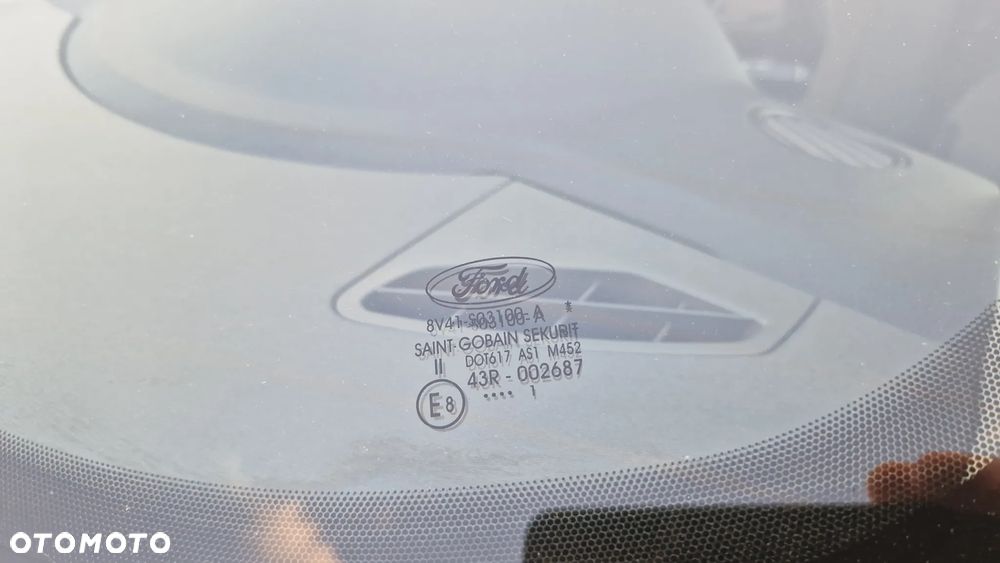 Ford
8V41-S03100-A *
SAINT-GOBAIN SEKURIT
II DOT617 AS1 M452
43R - 002687
E8 .... 1
OTOMOTO